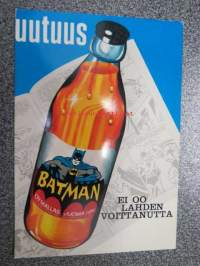 uutuus
BATMAN
EI OO
LAHDEN
VOITTANUTTA